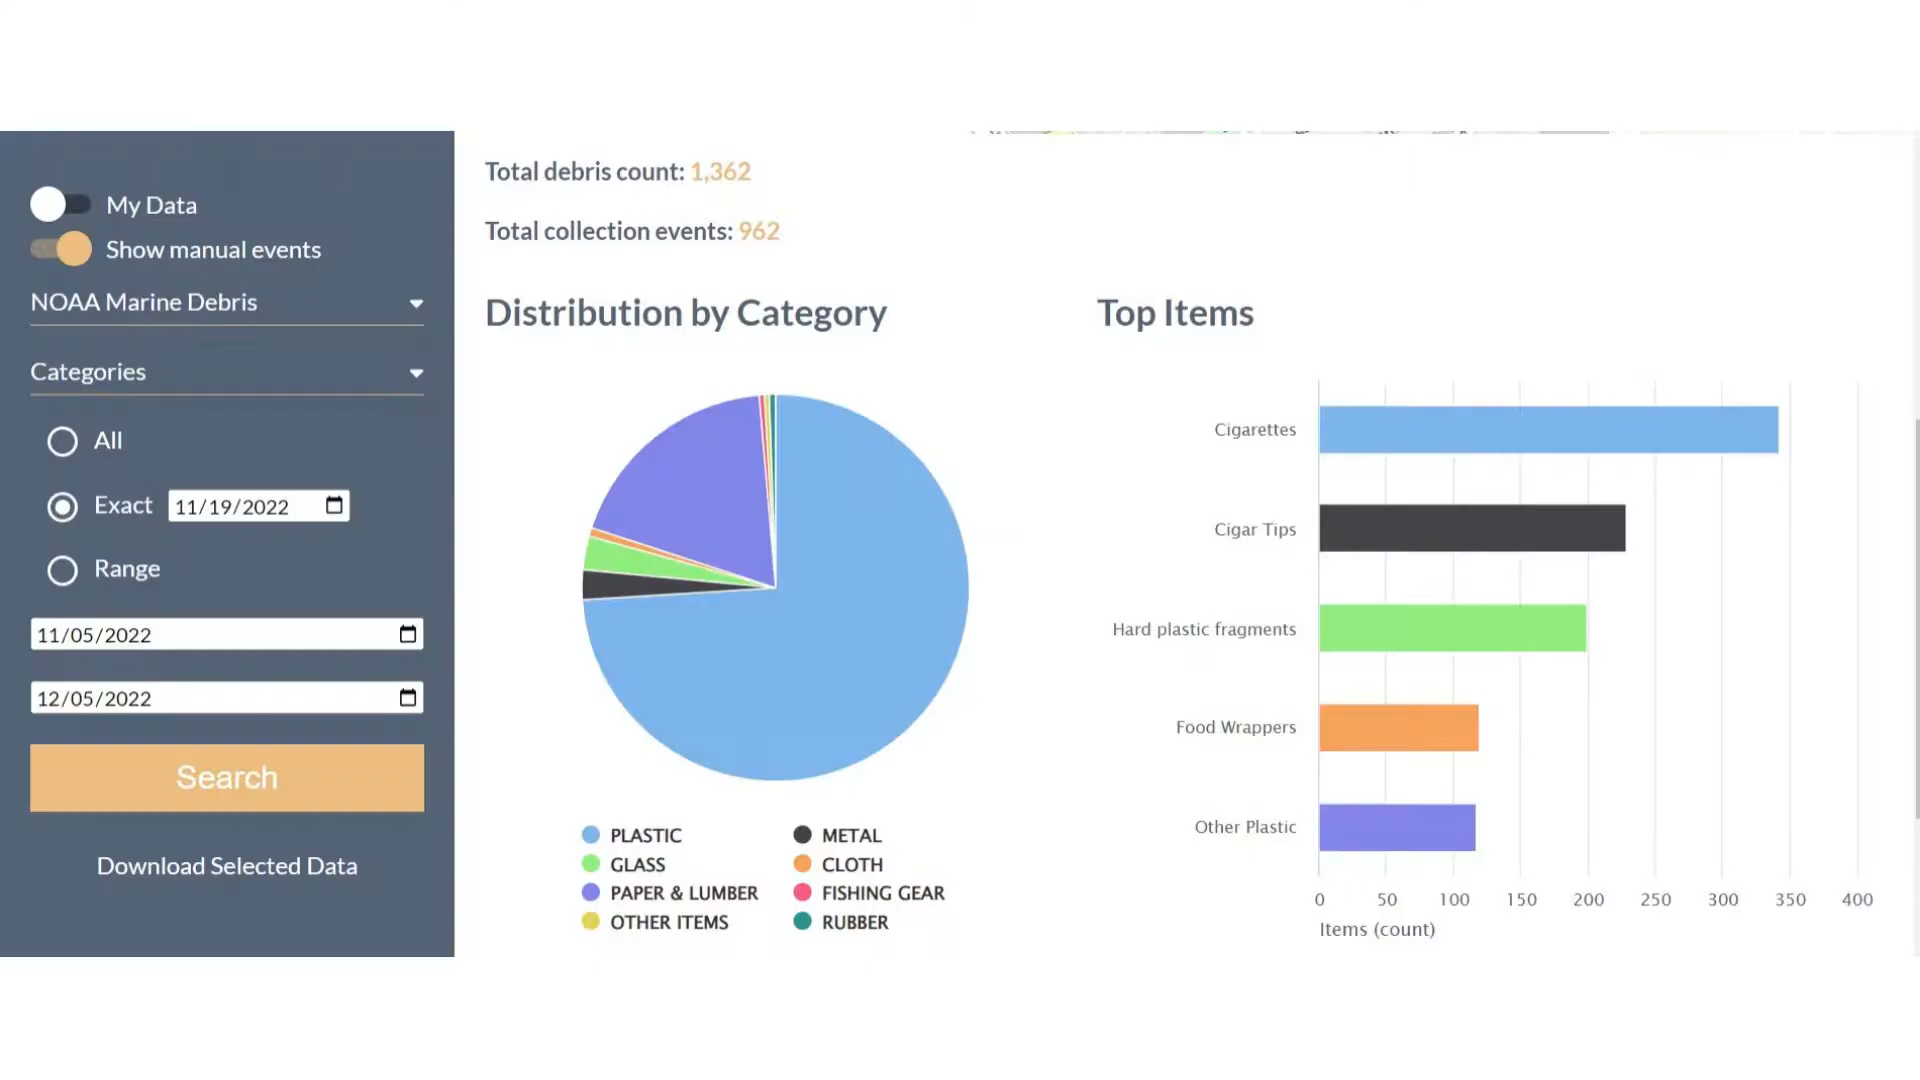 My Data
Show manual events
NOAA Marine Debris
Categories
All
Exact 11/19/2022
Range
11/05/2022
12/05/2022
Search
Download Selected Data
Total debris count: 1,362
Total collection events: 962
Distribution by Category
PLASTIC METAL
GLASS CLOTH
PAPER & LUMBER FISHING GEAR
OTHER ITEMS RUBBER
Top Items
Cigarettes
Cigar Tips
Hard plastic fragments
Food Wrappers
Other Plastic
0 50 100 150 200 250 300 350 400
Items (count)